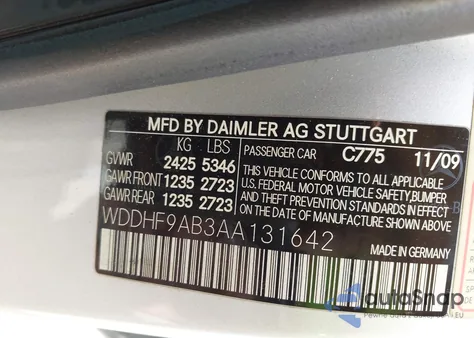 MFD BY DAIMLER AG STUTTGART
KG LBS
GVWR 2425 5346
GAWR FRONT 1235 2723
GAWR REAR 1235 2723
PASSENGER CAR C775 11/09
THIS VEHICLE CONFORMS TO ALL APPLICABLE
U.S. FEDERAL MOTOR VEHICLE SAFETY,BUMPER
AND THEFT PREVENTION STANDARDS IN EFFECT
ON THE DATE OF MANUFACTURE SHOWN ABOVE
WDDHF9AB3AA131642
MADE IN GERMANY
autoSnap